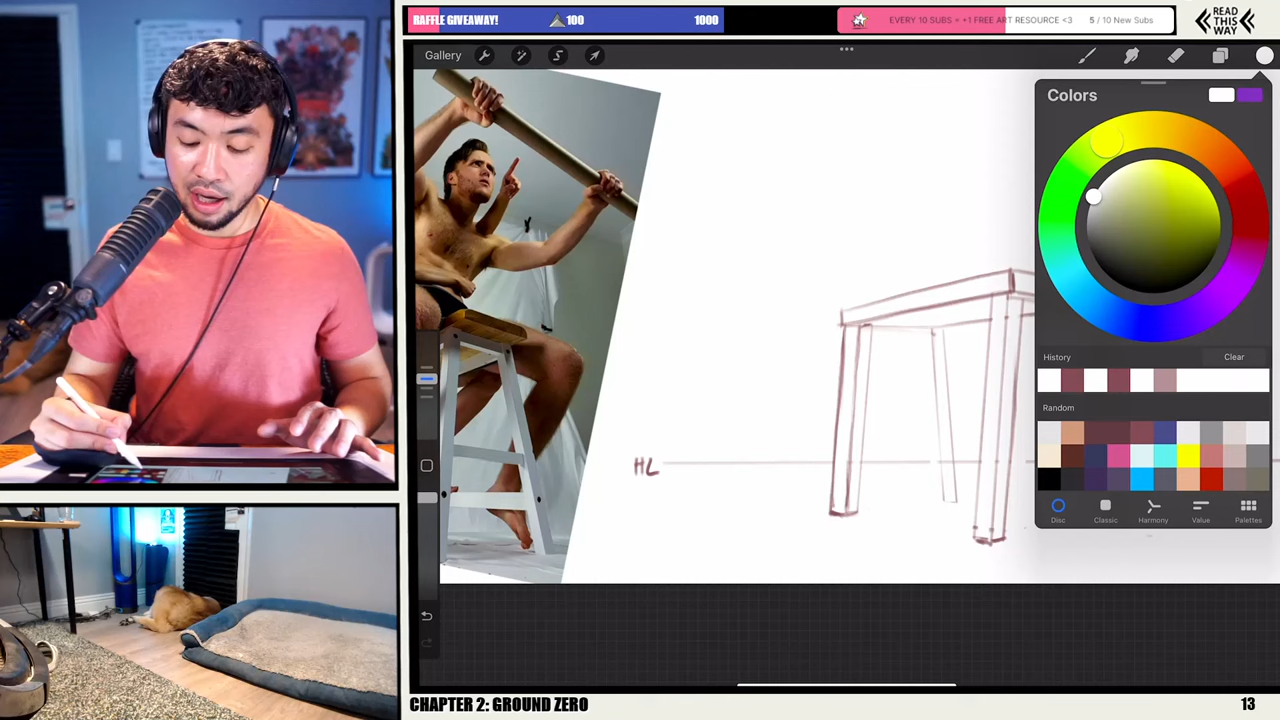 RAFFLE GIVEAWAY! 100 1000
EVERY 10 SUBS = +1 FREE ART RESOURCE <3 5 / 10 New Subs
READ
THIS
WAY
Gallery
Colors
History Clear
Random
HL
Disc Classic Harmony Value Palettes
CHAPTER 2: GROUND ZERO 13